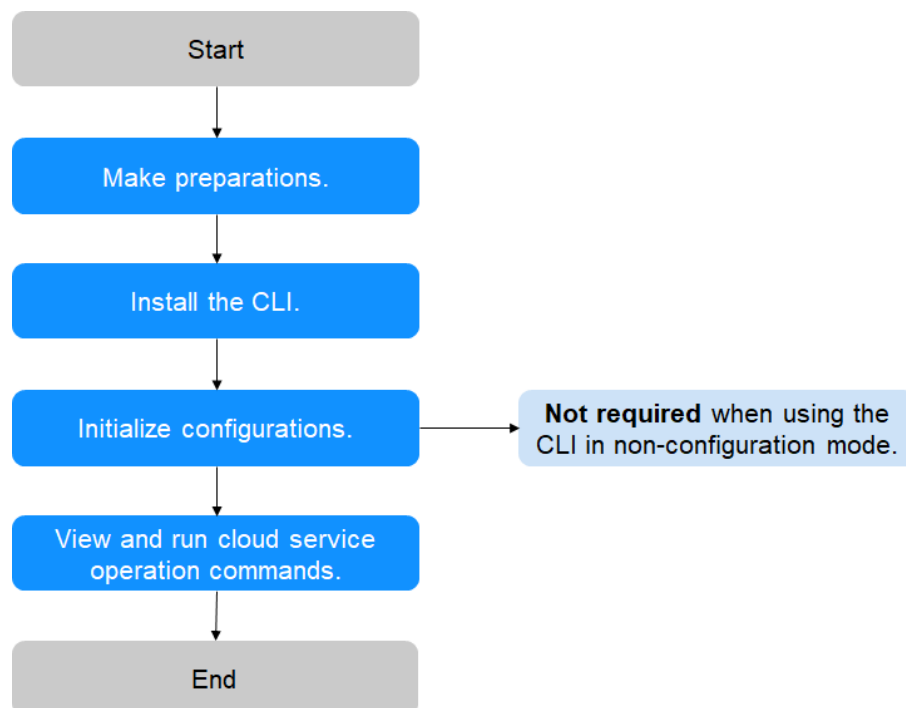 Start
Make preparations.
Install the CLI.
Initialize configurations.
Not required when using the
CLI in non-configuration mode.
View and run cloud service
operation commands.
End